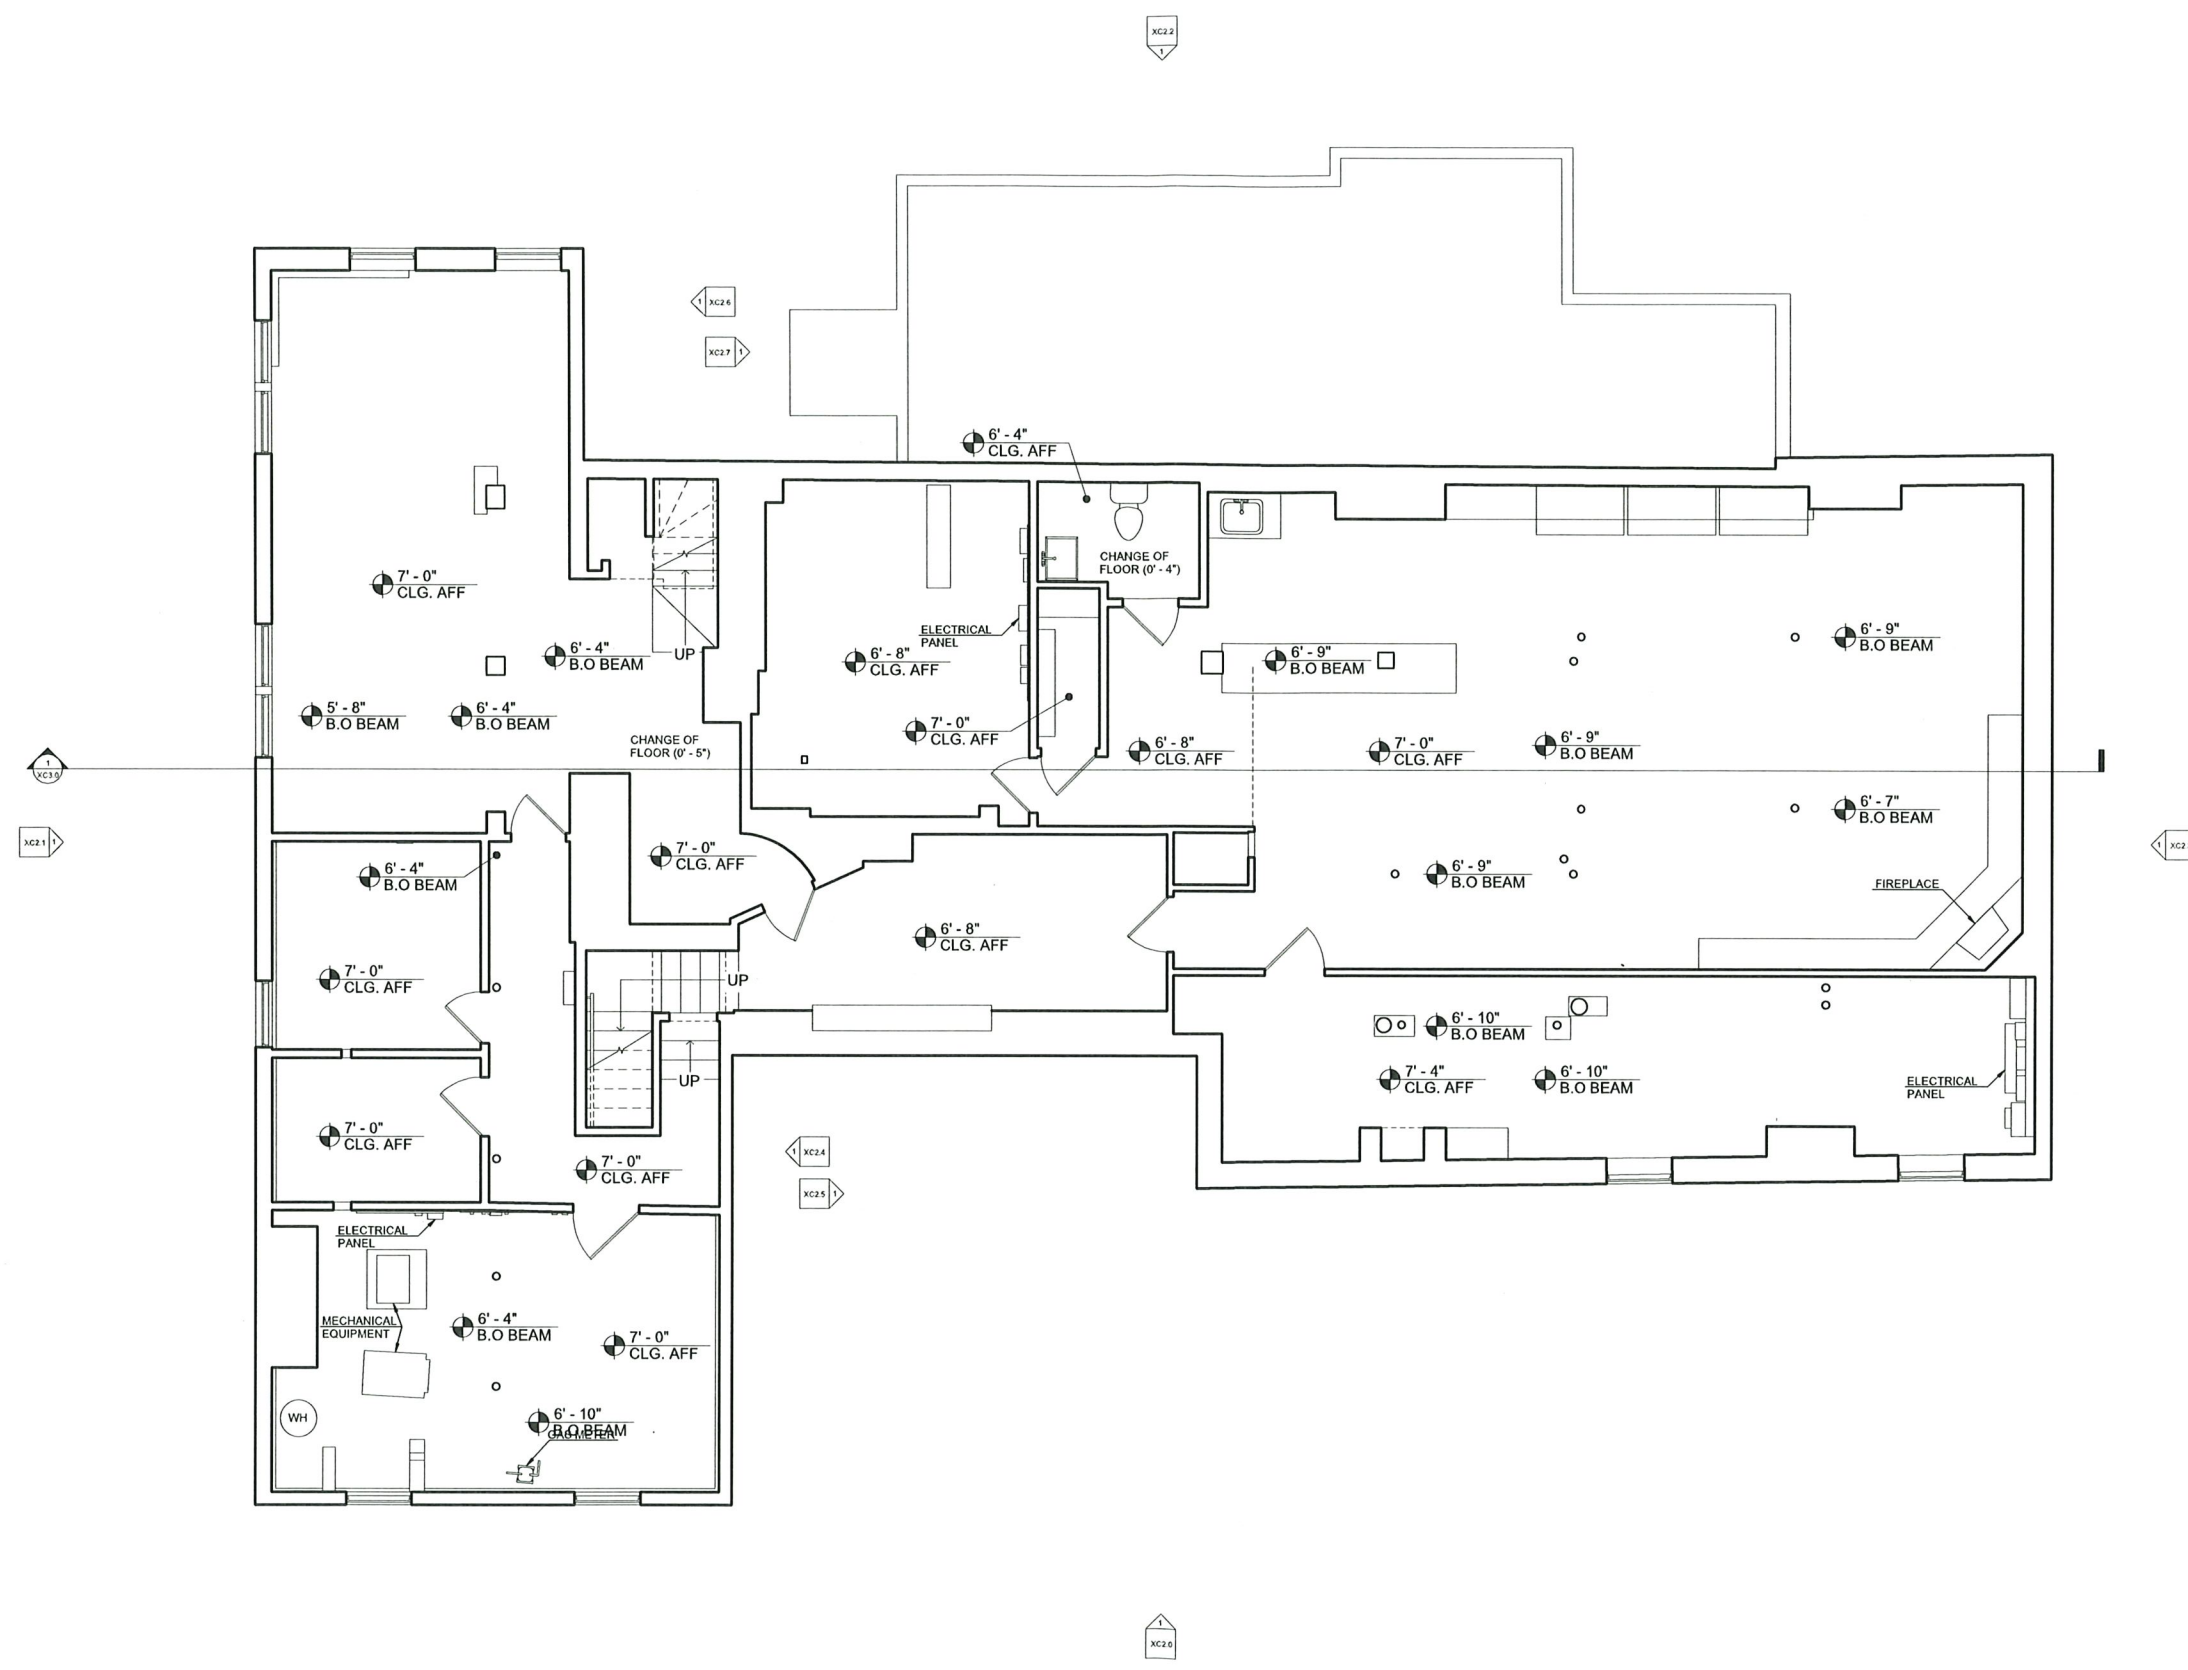 XC2.2
1
1
XC2.6
XC2.7
1
6' - 4"
CLG. AFF
CHANGE OF
FLOOR (0' - 4")
7' - 0"
CLG. AFF
ELECTRICAL
PANEL
6' - 9"
B.O BEAM
6' - 4"
B.O BEAM
UP
6' - 8"
CLG. AFF
6' - 9"
B.O BEAM
5' - 8"
B.O BEAM
6' - 4"
B.O BEAM
7' - 0"
CLG. AFF
CHANGE OF
FLOOR (0' - 5")
6' - 8"
CLG. AFF
7' - 0"
CLG. AFF
6' - 9"
B.O BEAM
1
XC3.0
6' - 7"
B.O BEAM
XC2.1
1
1
7' - 0"
CLG. AFF
6' - 4"
B.O BEAM
6' - 9"
B.O BEAM
FIREPLACE
6' - 8"
CLG. AFF
7' - 0"
CLG. AFF
UP
6' - 10"
B.O BEAM
UP
7' - 4"
CLG. AFF
6' - 10"
B.O BEAM
ELECTRICAL
PANEL
7' - 0"
CLG. AFF
1
XC2.4
7' - 0"
CLG. AFF
XC2.5
1
ELECTRICAL
PANEL
MECHANICAL
EQUIPMENT
6' - 4"
B.O BEAM
7' - 0"
CLG. AFF
WH
6' - 10"
B.O BEAM
GAS METER
1
XC2.0